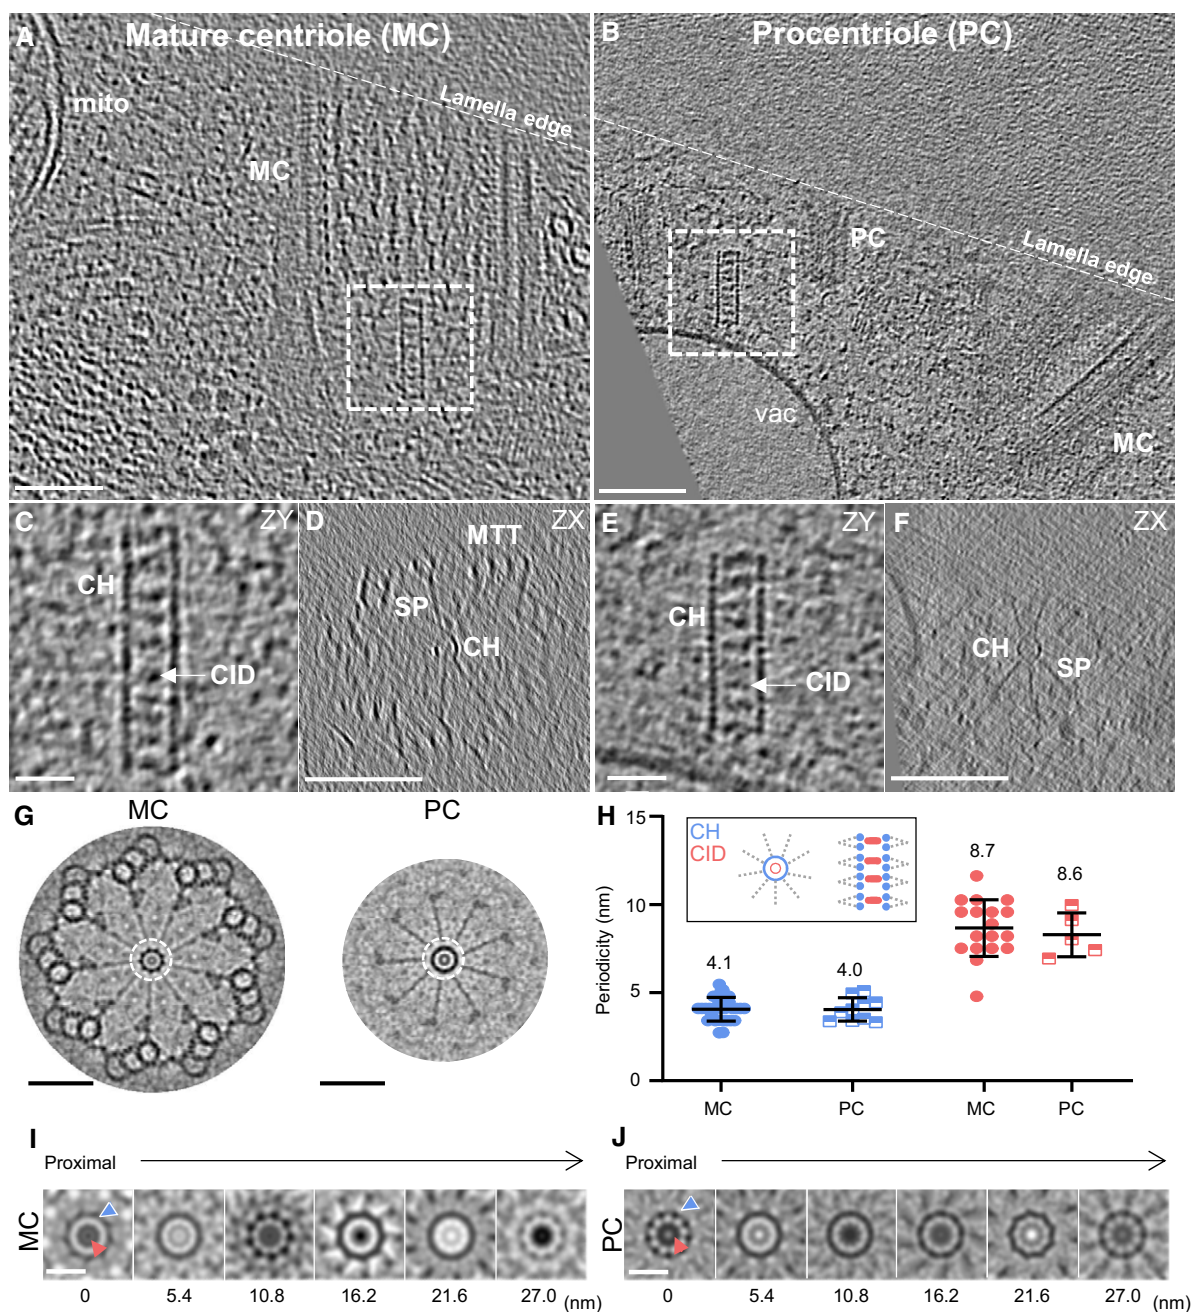 A
Mature centriole (MC)
mito
Lamella edge
MC
B
Procentriole (PC)
PC
Lamella edge
vac
MC
C
ZY
CH
CID
D
ZX
MTT
SP
CH
E
ZY
CH
CID
F
ZX
CH
SP
G
MC
PC
H
15
10
5
0
Periodicity (nm)
CH
CID
4.1
4.0
8.7
8.6
MC
PC
MC
PC
I
Proximal
MC
0
5.4
10.8
16.2
21.6
27.0
(nm)
J
Proximal
PC
0
5.4
10.8
16.2
21.6
27.0
(nm)